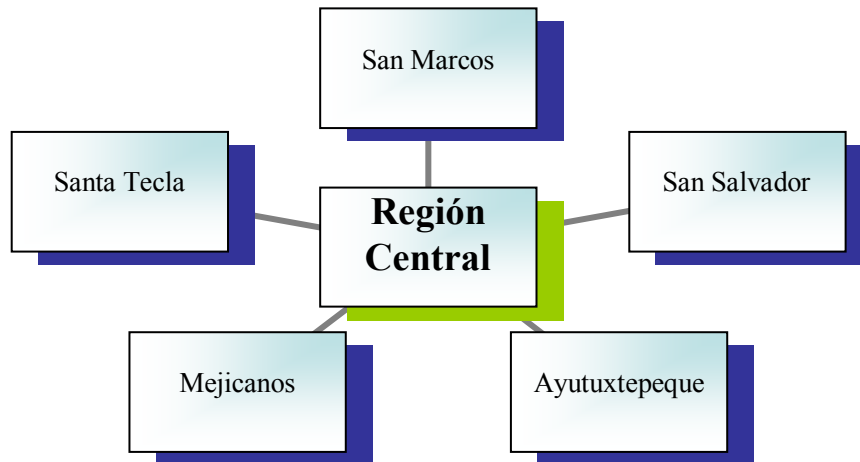 San Marcos
Santa Tecla
San Salvador
Región
Central
Mejicanos
Ayutuxtepeque